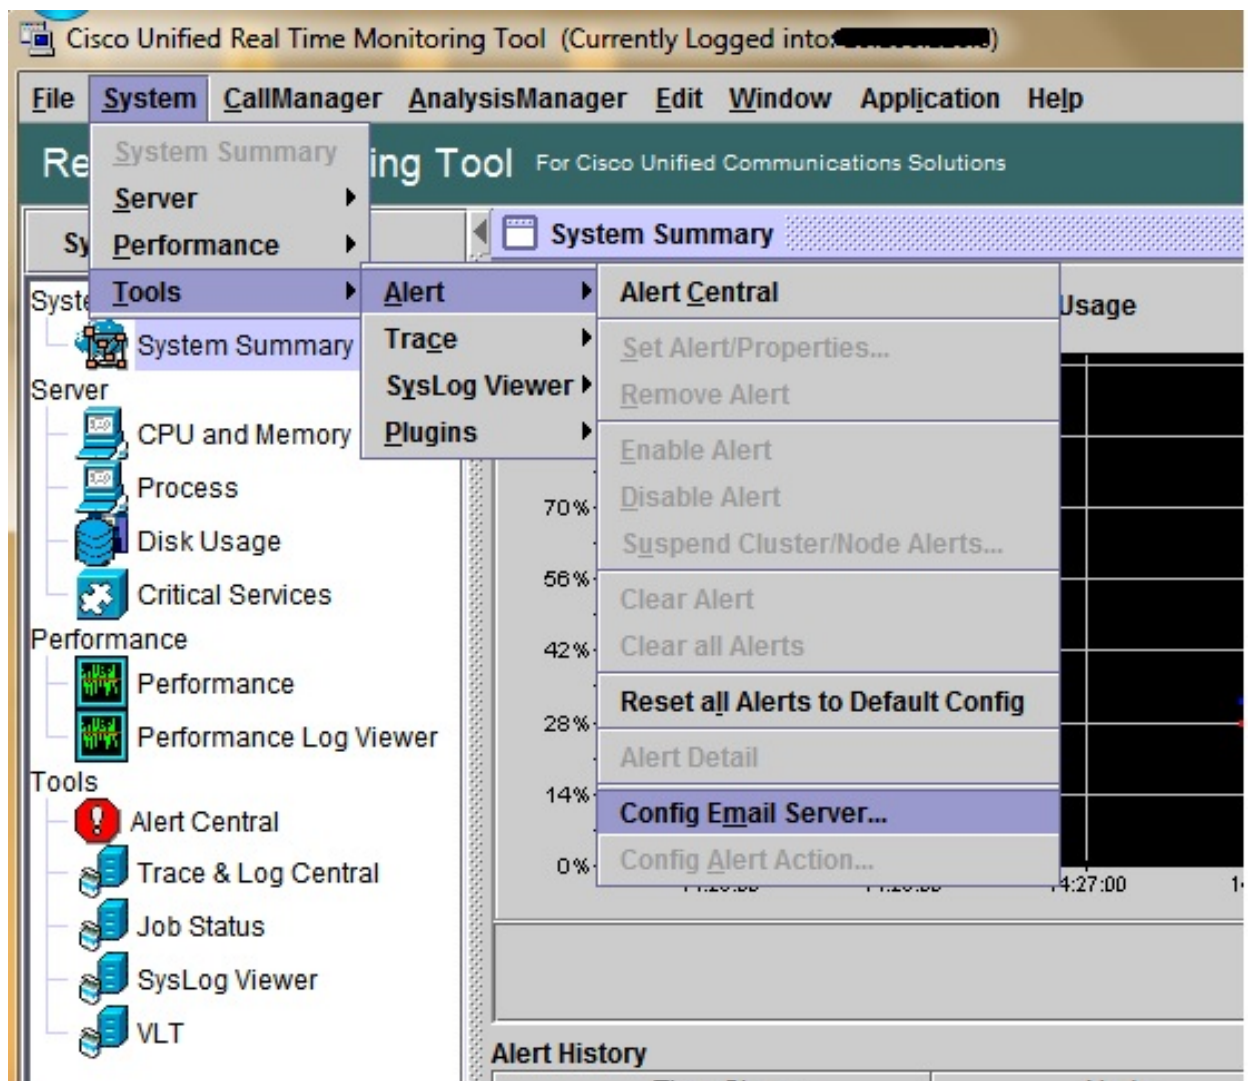 Cisco Unified Real Time Monitoring Tool (Currently Logged into:
File System CallManager AnalysisManager Edit Window Application Help
Re ing Tool For Cisco Unified Communications Solutions
System Summary
Server
Performance
Tools
Alert
Trace
SysLog Viewer
Plugins
Alert Central
Set Alert/Properties...
Remove Alert
Enable Alert
Disable Alert
Suspend Cluster/Node Alerts...
Clear Alert
Clear all Alerts
Reset all Alerts to Default Config
Alert Detail
Config Email Server...
Config Alert Action...
Sy
System Summary
Syste
System Summary
Server
CPU and Memory
Process
Disk Usage
Critical Services
Performance
Performance
Performance Log Viewer
Tools
Alert Central
Trace & Log Central
Job Status
SysLog Viewer
VLT
Usage
70%
56%
42%
28%
14%
0%
14:27:00
Alert History